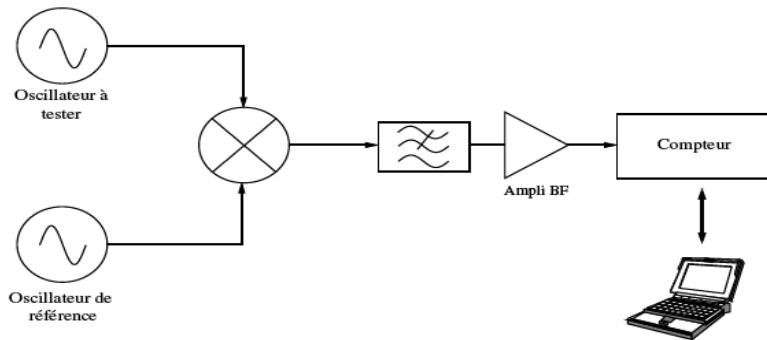 Oscillateur à
tester
Compteur
Ampli BF
Oscillateur de
référence